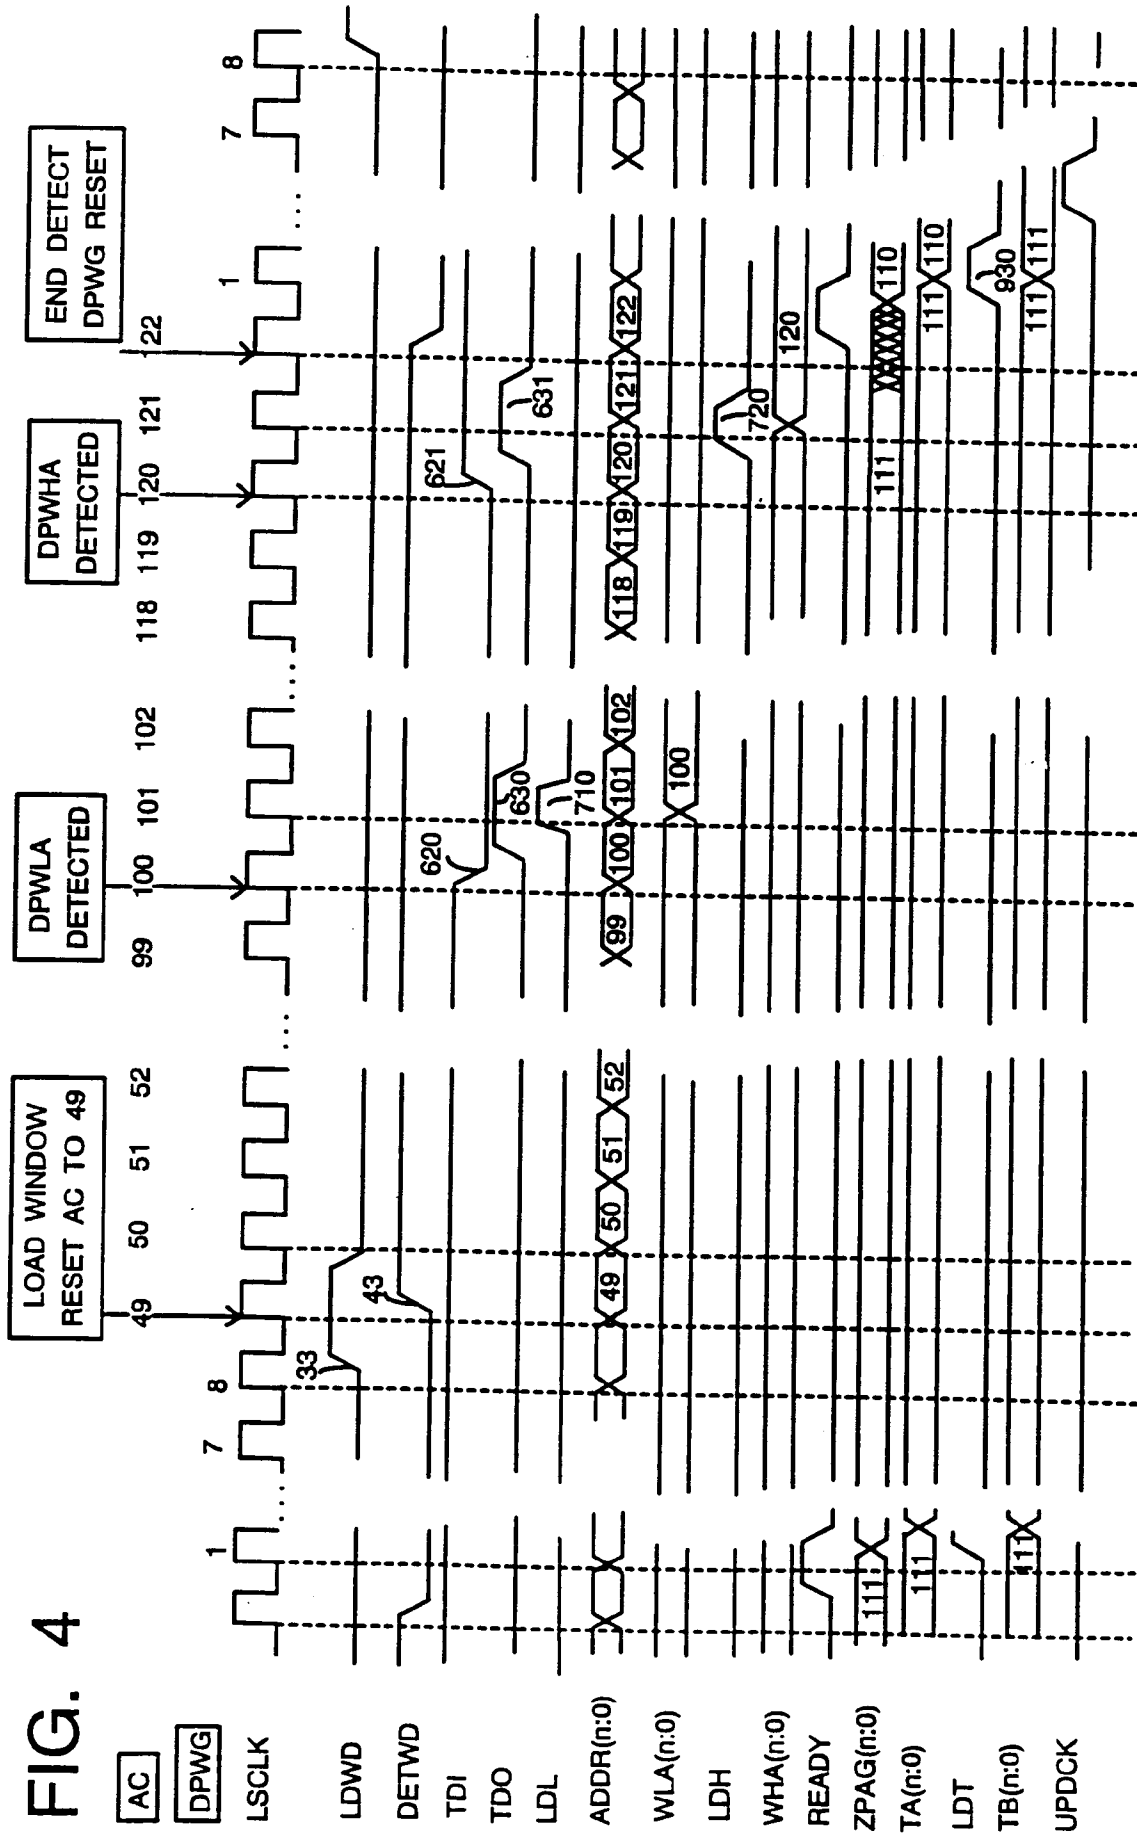 FIG. 4
LOAD WINDOW
RESET AC TO 49
DPWLA
DETECTED
DPWHA
DETECTED
END DETECT
DPWG RESET
AC
49 50 51 52 99 100 101 102 118 119 120 121 122
DPWG
1 7 8 1 7 8
LSCLK .... .... .... .... ....
LDWD 33
DETWD 43
TDI 620 621
TDO 630 631
LDL 710
ADDR(n:0) 49 50 51 52 99 100 101 102 118 119 120 121 122
WLA(n:0) 100
LDH 720
WHA(n:0) 120
READY
ZPAG(n:0) 111 111 110
TA(n:0) 111 111 110
LDT 930
TB(n:0) 111 111 111
UPDCK